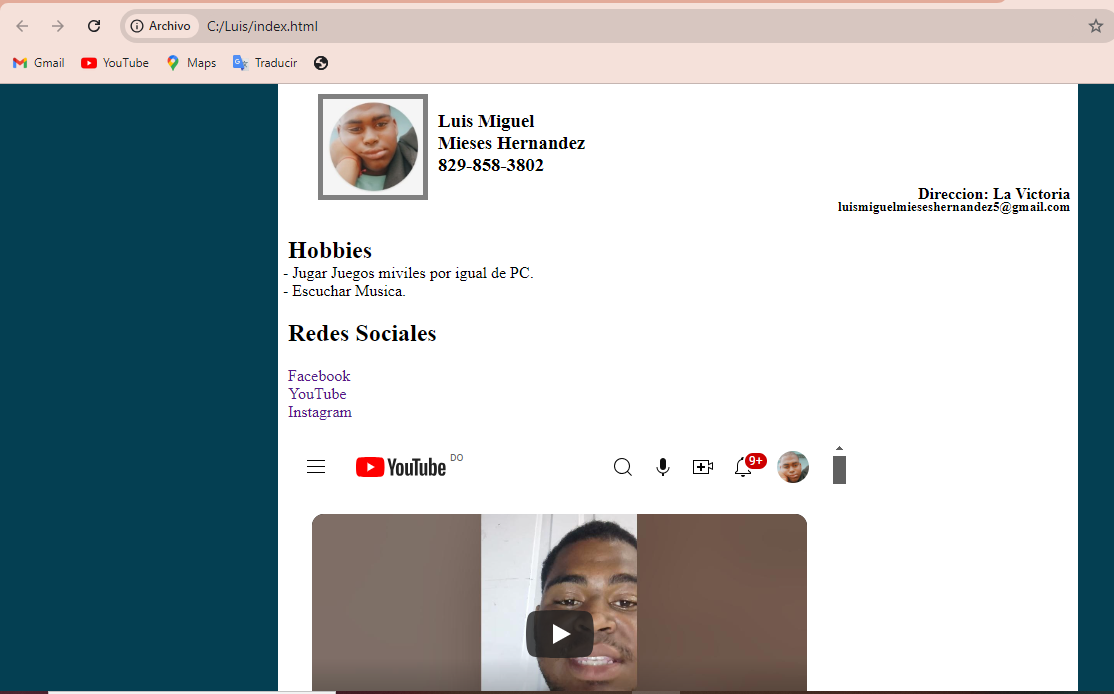 Archivo C:/Luis/index.html
Gmail YouTube Maps Traducir
Luis Miguel
Mieses Hernandez
829-858-3802
Direccion: La Victoria
luismiguelmieseshernandez5@gmail.com
Hobbies
- Jugar Juegos miviles por igual de PC.
- Escuchar Musica.
Redes Sociales
Facebook
YouTube
Instagram
YouTube DO 9+